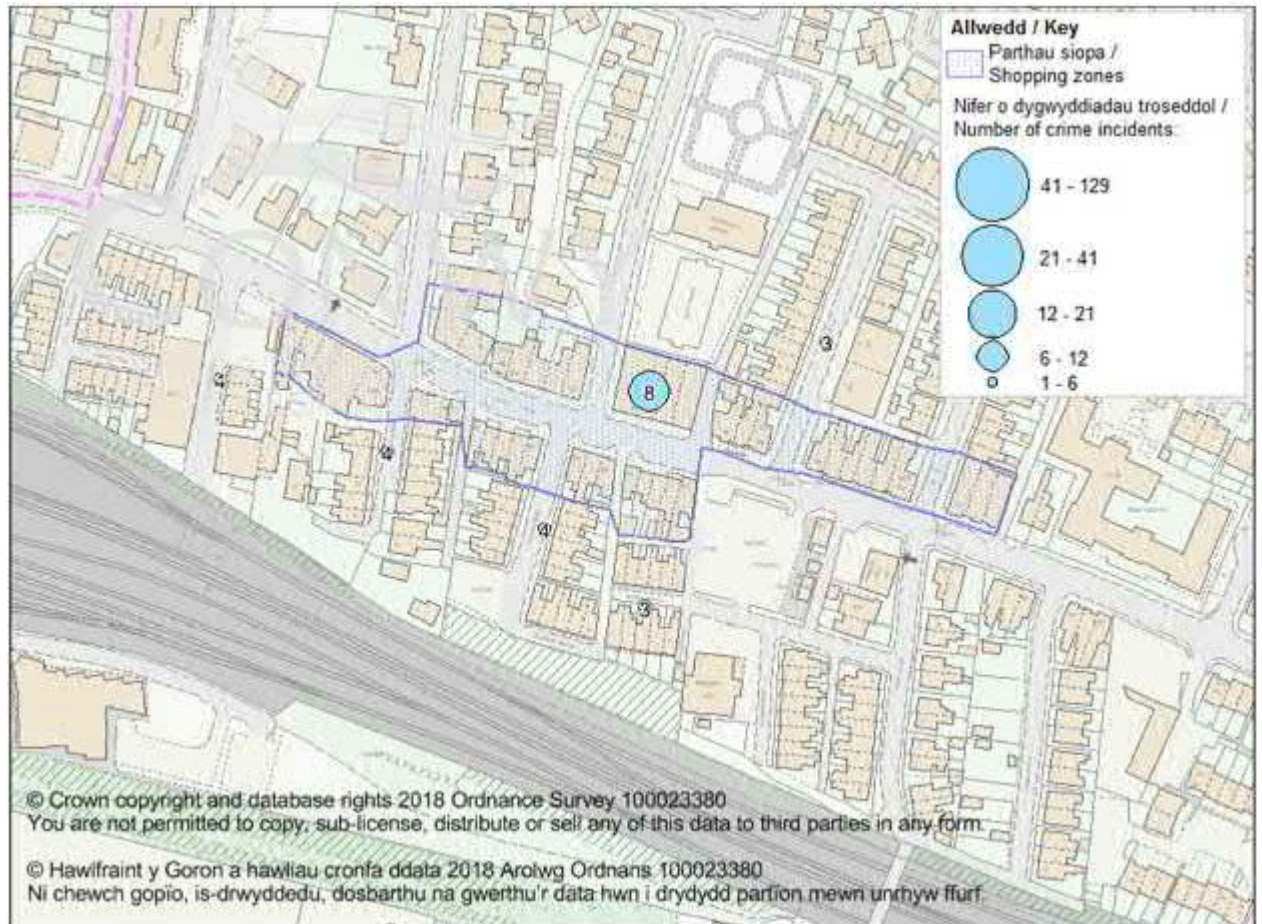 Allwedd / Key
Parthau siopa /
Shopping zones
Nifer o dygwyddiadau troseddol /
Number of crime incidents:
41 - 129
21 - 41
12 - 21
6 - 12
1 - 6
3
8
4
4
3
© Crown copyright and database rights 2018 Ordnance Survey 100023380
You are not permitted to copy, sub-license, distribute or sell any of this data to third parties in any form.
© Hawlfraint y Goron a hawliau cronfa ddata 2018 Arolwg Ordnans 100023380
Ni chewch gopïo, is-drwyddedu, dosbarthu na gwerthu'r data hwn i drydydd partïon mewn unrhyw ffurf.